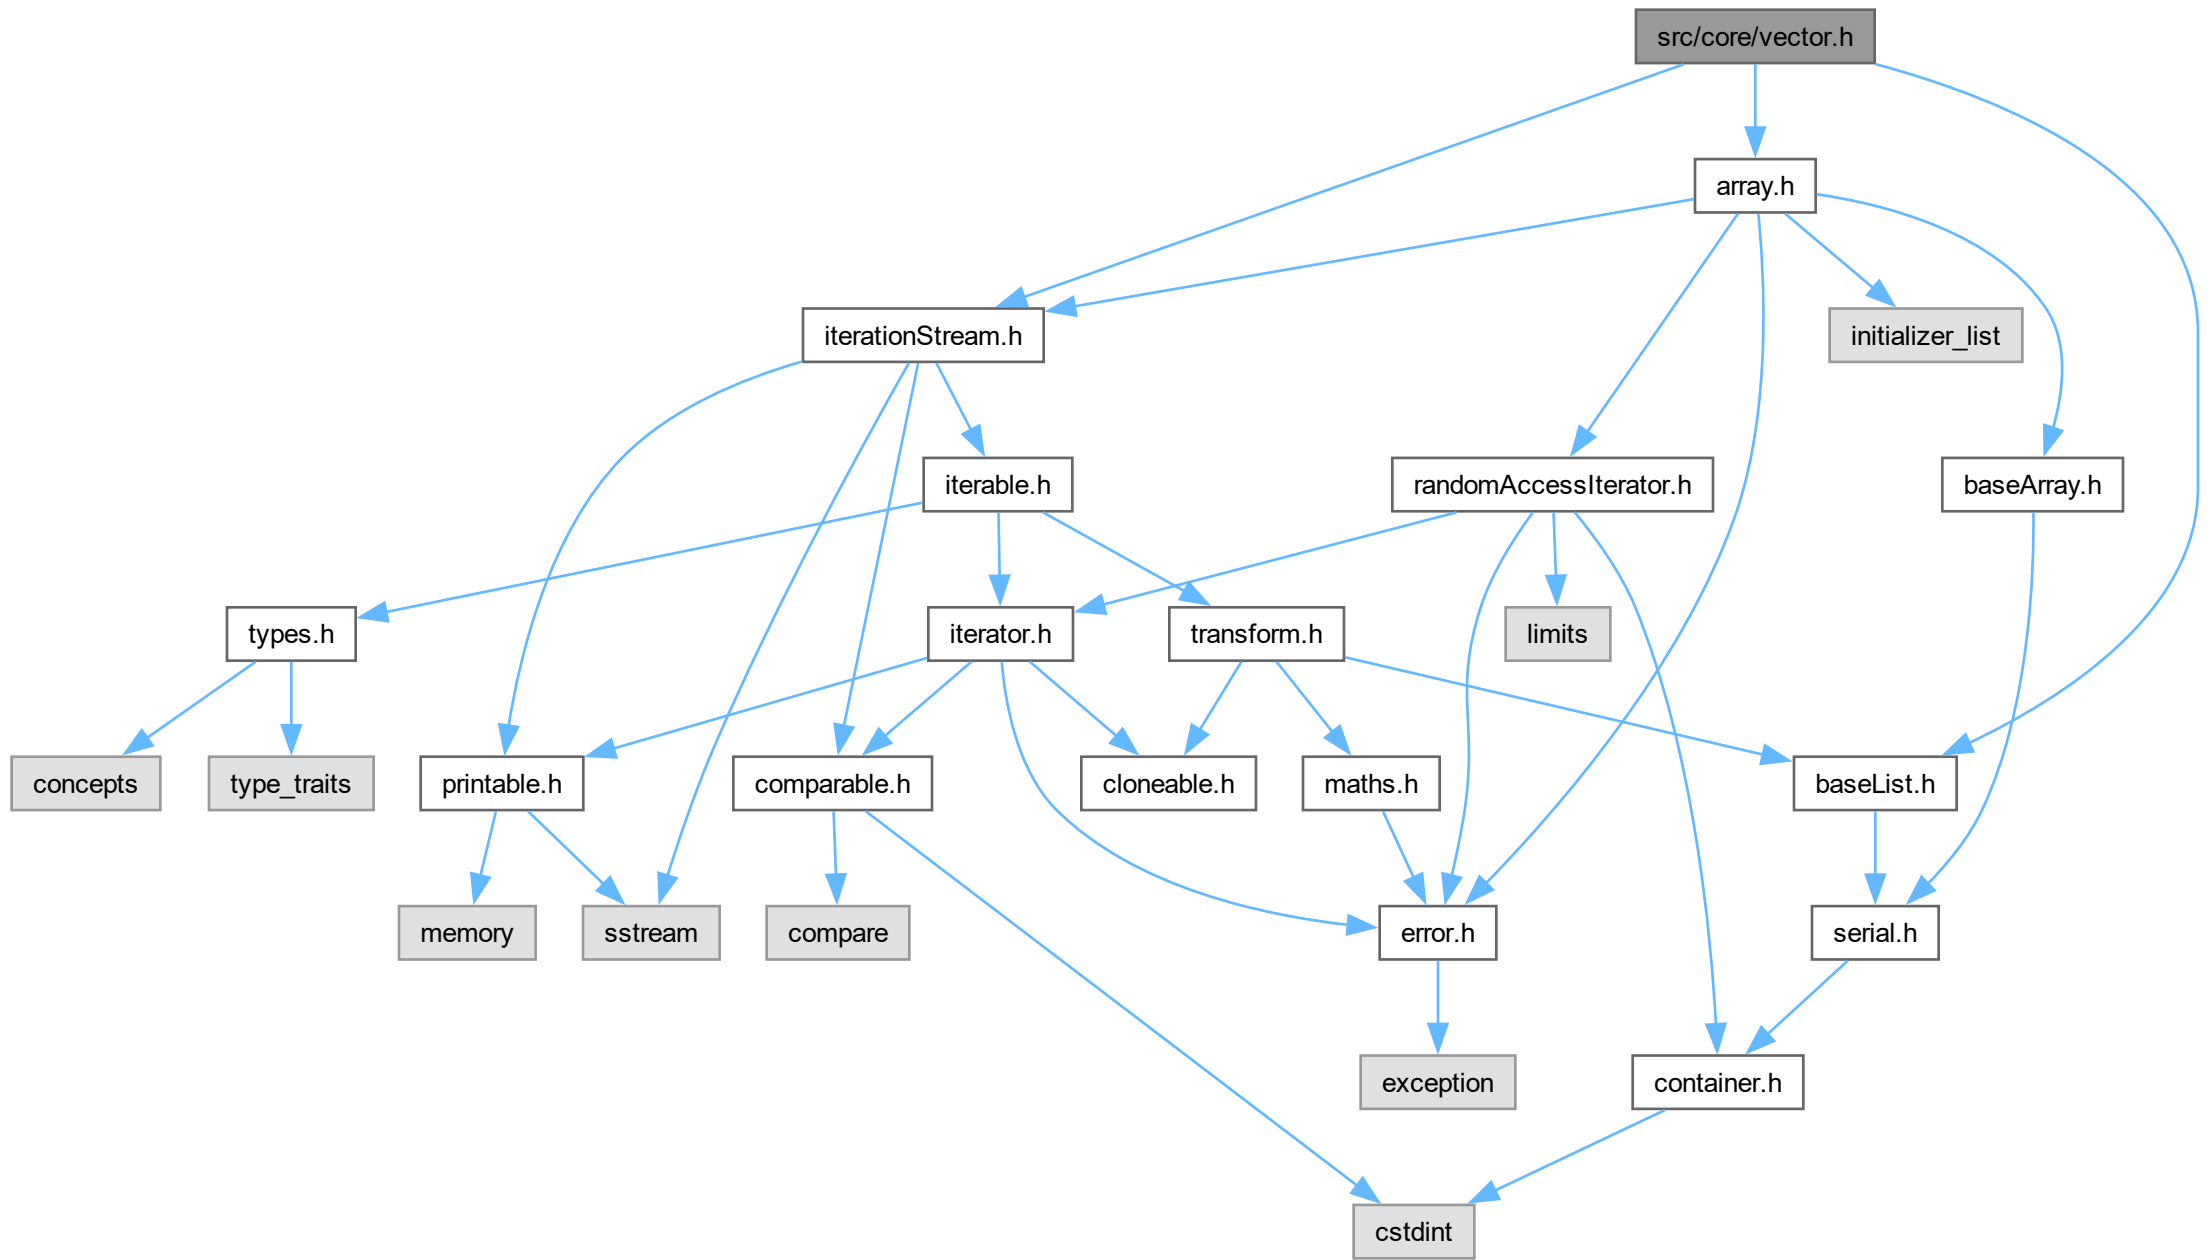 src/core/vector.h
array.h
iterationStream.h
initializer_list
iterable.h
randomAccessIterator.h
baseArray.h
types.h
iterator.h
transform.h
limits
concepts
type_traits
printable.h
comparable.h
cloneable.h
maths.h
baseList.h
memory
sstream
compare
error.h
serial.h
exception
container.h
cstdint